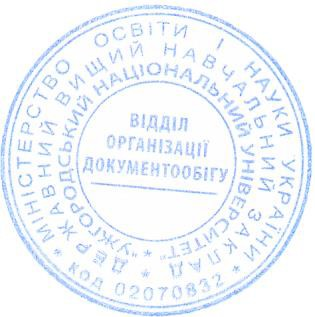 МІНІСТЕРСТВО ОСВІТИ І НАУКИ УКРАЇНИ
* КОД 02070832 *
ДЕРЖАВНИЙ ВИЩИЙ НАВЧАЛЬНИЙ ЗАКЛАД
"УЖГОРОДСЬКИЙ НАЦІОНАЛЬНИЙ УНІВЕРСИТЕТ"
ВІДДІЛ
ОРГАНІЗАЦІЇ
ДОКУМЕНТООБІГУ